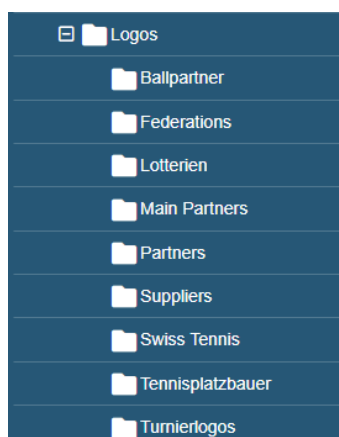 Logos
Ballpartner
Federations
Lotterien
Main Partners
Partners
Suppliers
Swiss Tennis
Tennisplatzbauer
Turnierlogos